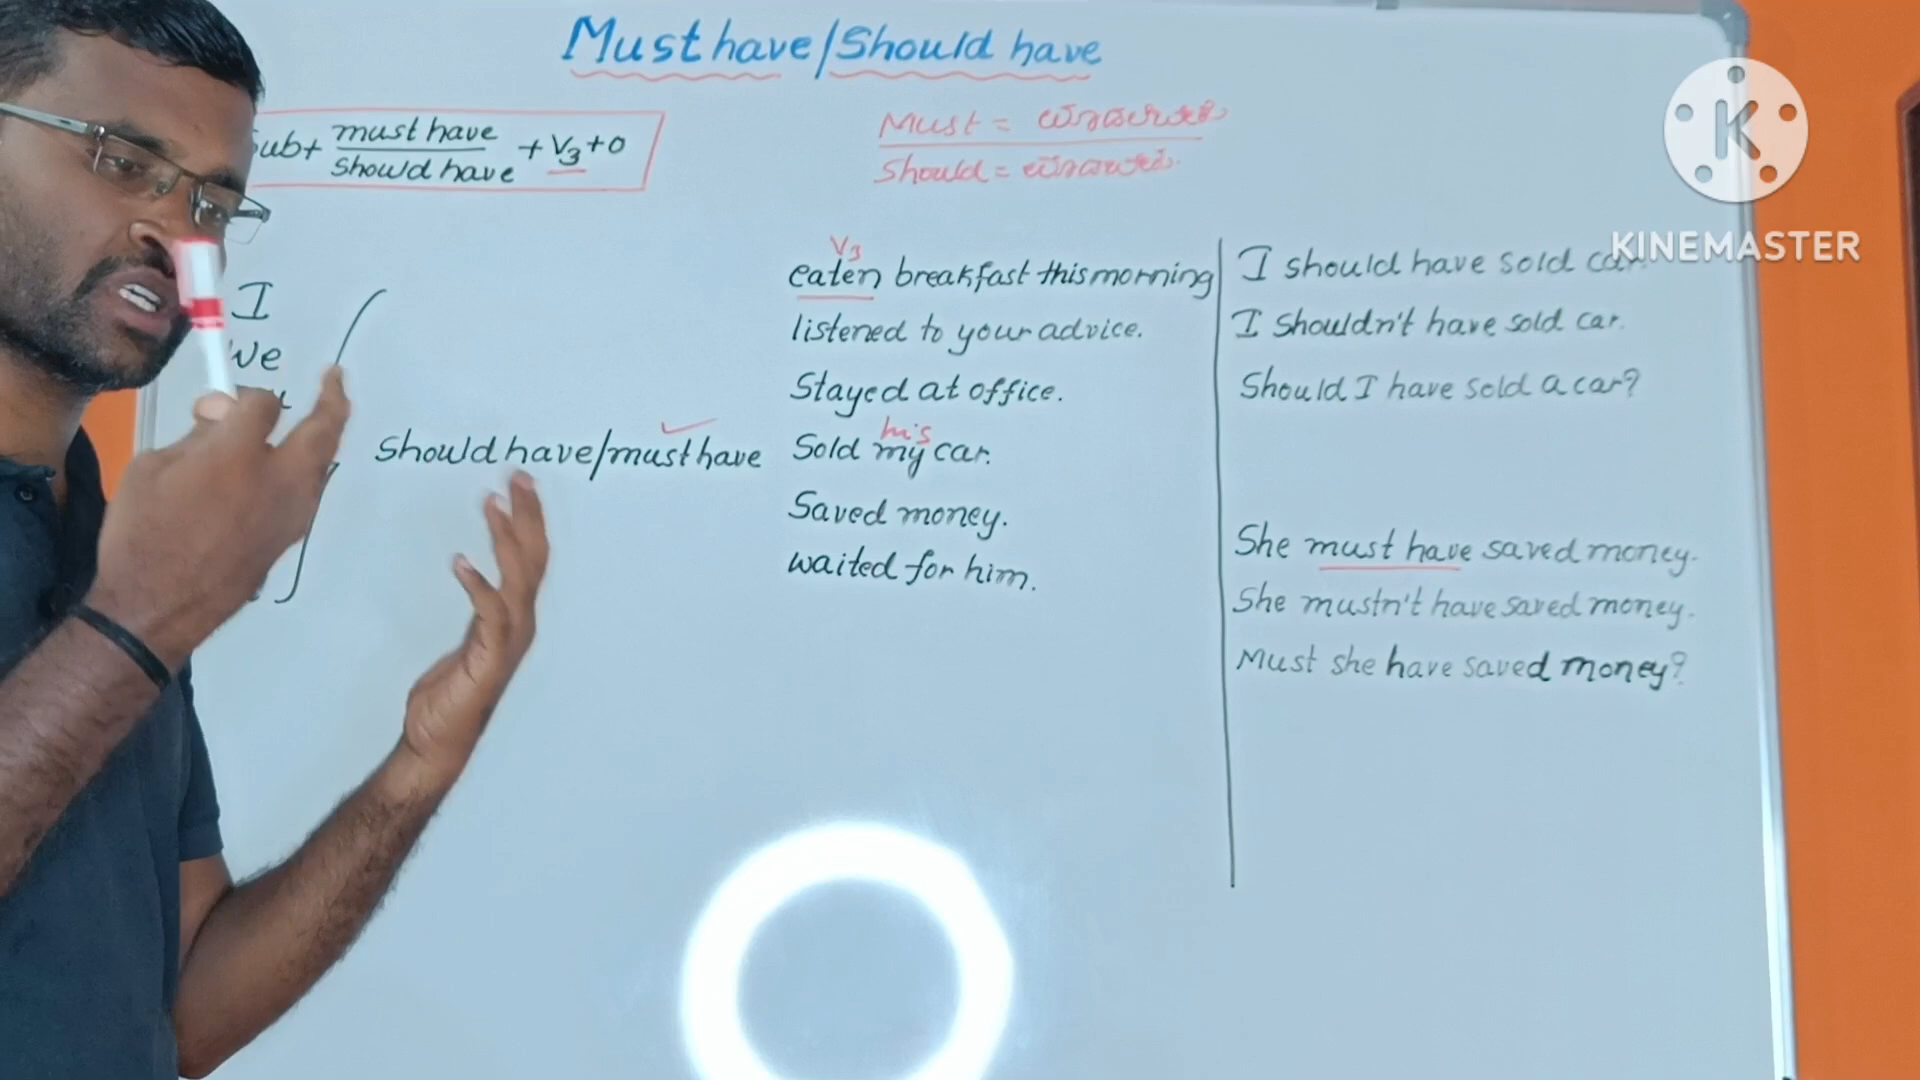 Must have/Should have
Sub+ must have
should have +V3+o
Must =
Should =
I
We
Should have/must have
V3
eaten breakfast this morning
listened to your advice.
Stayed at office.
his
Sold my car.
Saved money.
waited for him.
I should have sold car.
I shouldn't have sold car.
Should I have sold a car?
She must have saved money.
She mustn't have saved money.
Must she have saved money?
K
KINEMASTER